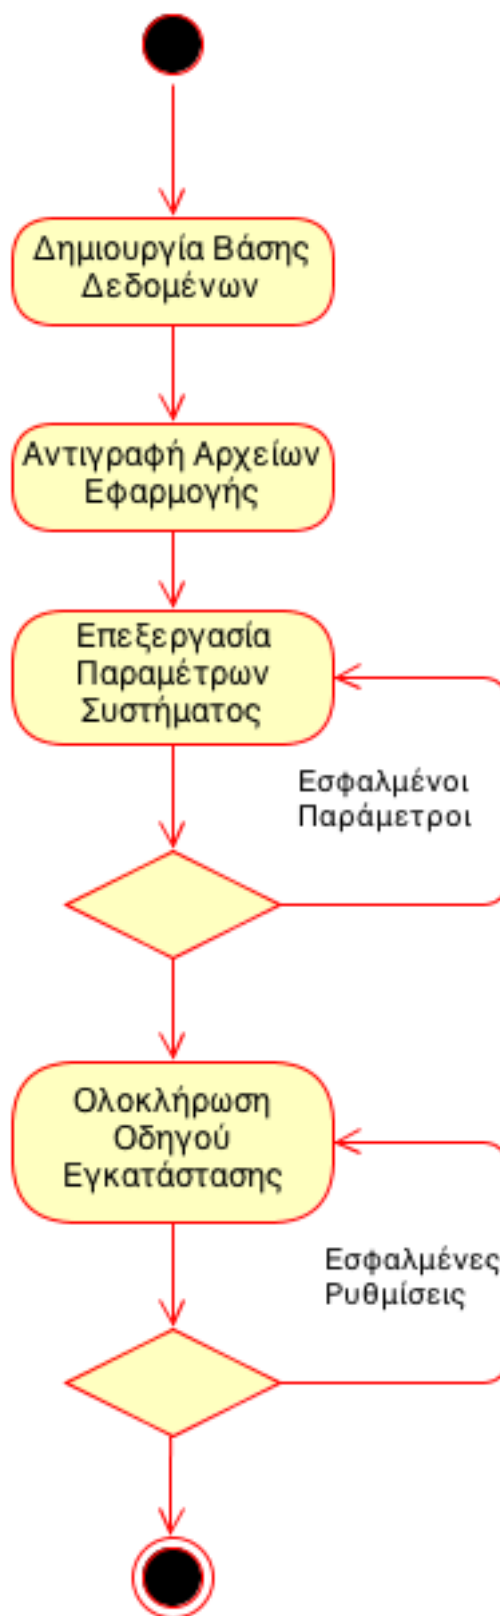 Δημιουργία Βάσης
Δεδομένων
Αντιγραφή Αρχείων
Εφαρμογής
Επεξεργασία
Παραμέτρων
Συστήματος
Εσφαλμένοι
Παράμετροι
Ολοκλήρωση
Οδηγού
Εγκατάστασης
Εσφαλμένες
Ρυθμίσεις